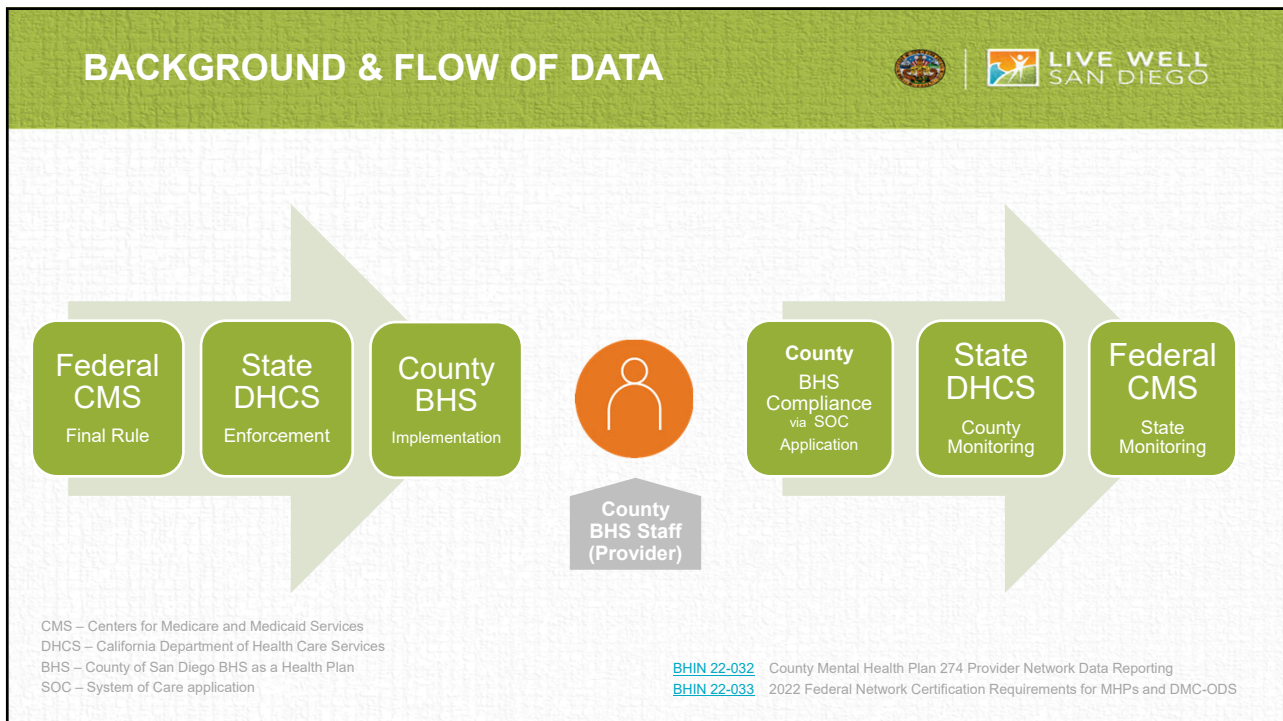 BACKGROUND & FLOW OF DATA
LIVE WELL
SAN DIEGO
Federal
CMS
Final Rule
State
DHCS
Enforcement
County
BHS
Implementation
County
BHS Staff
(Provider)
County
BHS
Compliance
via SOC
Application
State
DHCS
County
Monitoring
Federal
CMS
State
Monitoring
CMS – Centers for Medicare and Medicaid Services
DHCS – California Department of Health Care Services
BHS – County of San Diego BHS as a Health Plan
SOC – System of Care application
BHIN 22-032 County Mental Health Plan 274 Provider Network Data Reporting
BHIN 22-033 2022 Federal Network Certification Requirements for MHPs and DMC-ODS